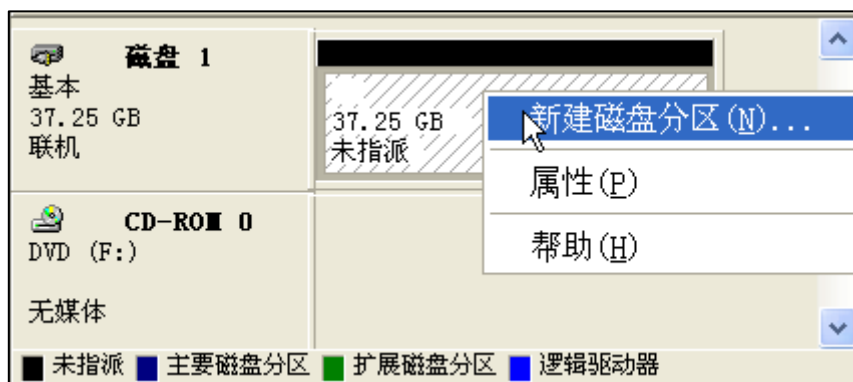 磁盘 1
基本
37.25 GB
联机
37.25 GB
未指派
新建磁盘分区(N)...
属性(P)
帮助(H)
CD-ROM 0
DVD (F:)
无媒体
未指派 主要磁盘分区 扩展磁盘分区 逻辑驱动器